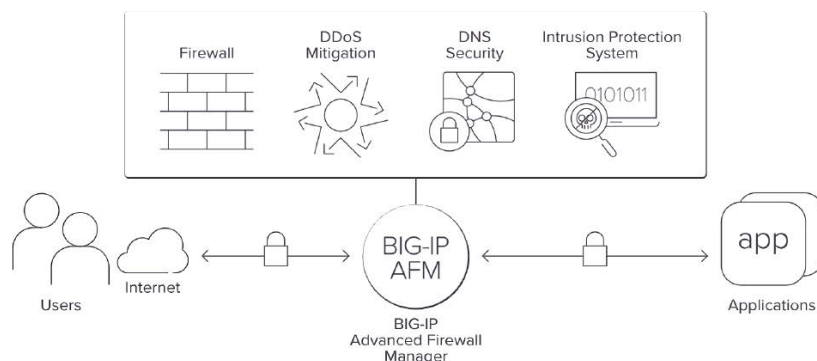 Firewall
DDoS
Mitigation
DNS
Security
Intrusion Protection
System
0101011
Users
Internet
BIG-IP
AFM
BIG-IP
Advanced Firewall
Manager
app
Applications